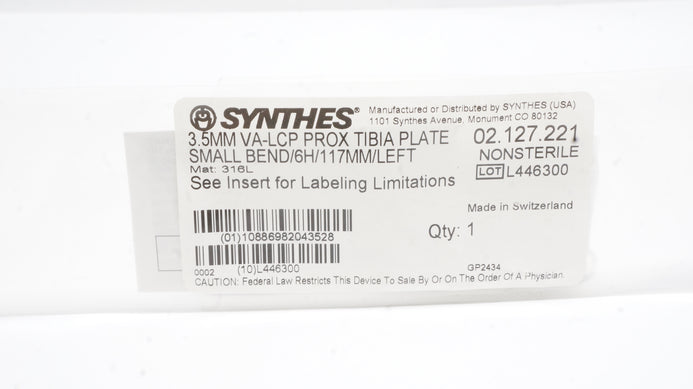 SYNTHES®
Manufactured or Distributed by SYNTHES (USA)
1101 Synthes Avenue, Monument CO 80132
3.5MM VA-LCP PROX TIBIA PLATE
SMALL BEND/6H/117MM/LEFT
02.127.221
NONSTERILE
Mat: 316L
LOT L446300
See Insert for Labeling Limitations
Made in Switzerland
(01)10886982043528
Qty: 1
0002 (10)L446300
GP2434
CAUTION: Federal Law Restricts This Device To Sale By Or On The Order Of A Physician.